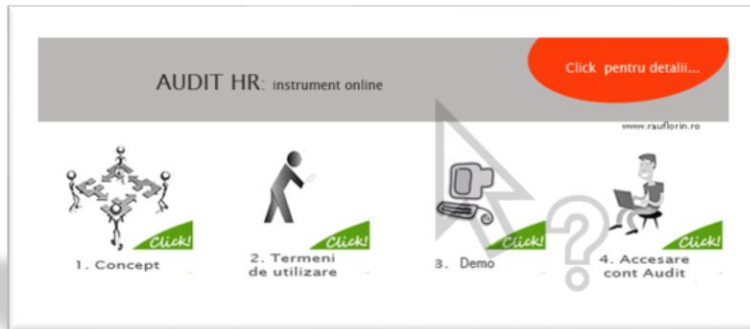 AUDIT HR: instrument online
Click pentru detalii...
www.rauflorin.ro
Click!
1. Concept
Click!
2. Termeni
de utilizare
Click!
3. Demo
Click!
4. Accesare
cont Audit
?